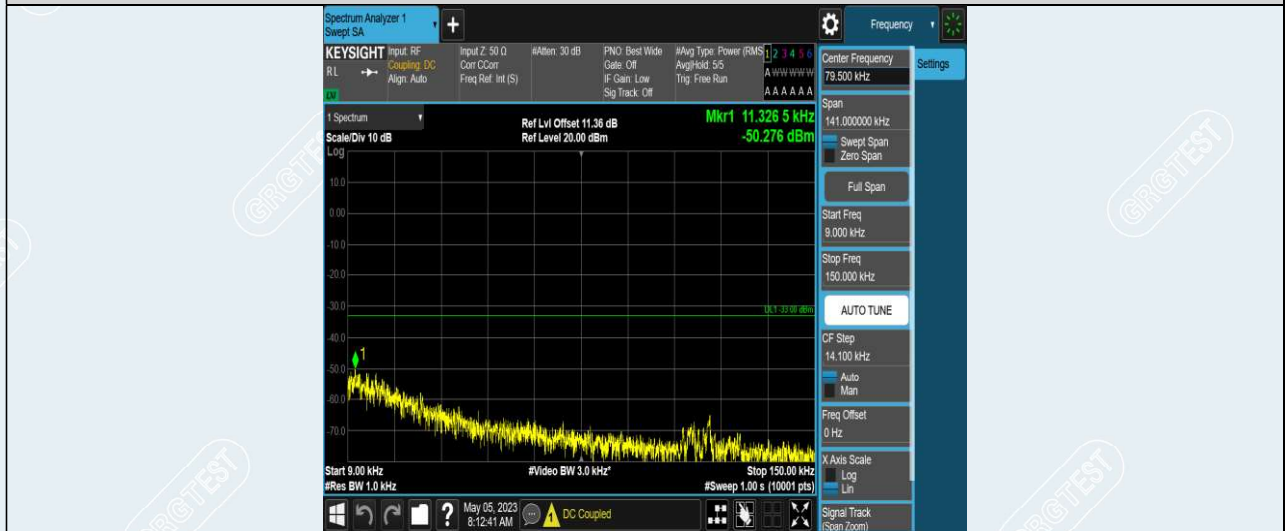 Spectrum Analyzer 1
Swept SA
+
Frequency
KEYSIGHT
RL
Input: RF
Coupling: DC
Align: Auto
Input Z: 50 Ω
Corr CCorr
Freq Ref: Int (S)
#Atten: 30 dB
PNO: Best Wide
Gate: Off
IF Gain: Low
Sig Track: Off
#Avg Type: Power (RMS
Avg|Hold: 5/5
Trig: Free Run
1 2 3 4 5 6
A W W W W W
A A A A A A
1 Spectrum
Scale/Div 10 dB
Log
Ref Lvl Offset 11.36 dB
Ref Level 20.00 dBm
Mkr1 11.326 5 kHz
-50.276 dBm
10.0
0.00
-10.0
-20.0
-30.0
DL1 -33.00 dBm
-40.0
1
-50.0
-60.0
-70.0
Start 9.00 kHz
#Res BW 1.0 kHz
#Video BW 3.0 kHz*
Stop 150.00 kHz
#Sweep 1.00 s (10001 pts)
?
May 05, 2023
8:12:41 AM
DC Coupled
Center Frequency
79.500 kHz
Settings
Span
141.000000 kHz
Swept Span
Zero Span
Full Span
Start Freq
9.000 kHz
Stop Freq
150.000 kHz
AUTO TUNE
CF Step
14.100 kHz
Auto
Man
Freq Offset
0 Hz
X Axis Scale
Log
Lin
Signal Track
(Span Zoom)
GRGTEST
GRGTEST
GRGTEST
GRGTEST